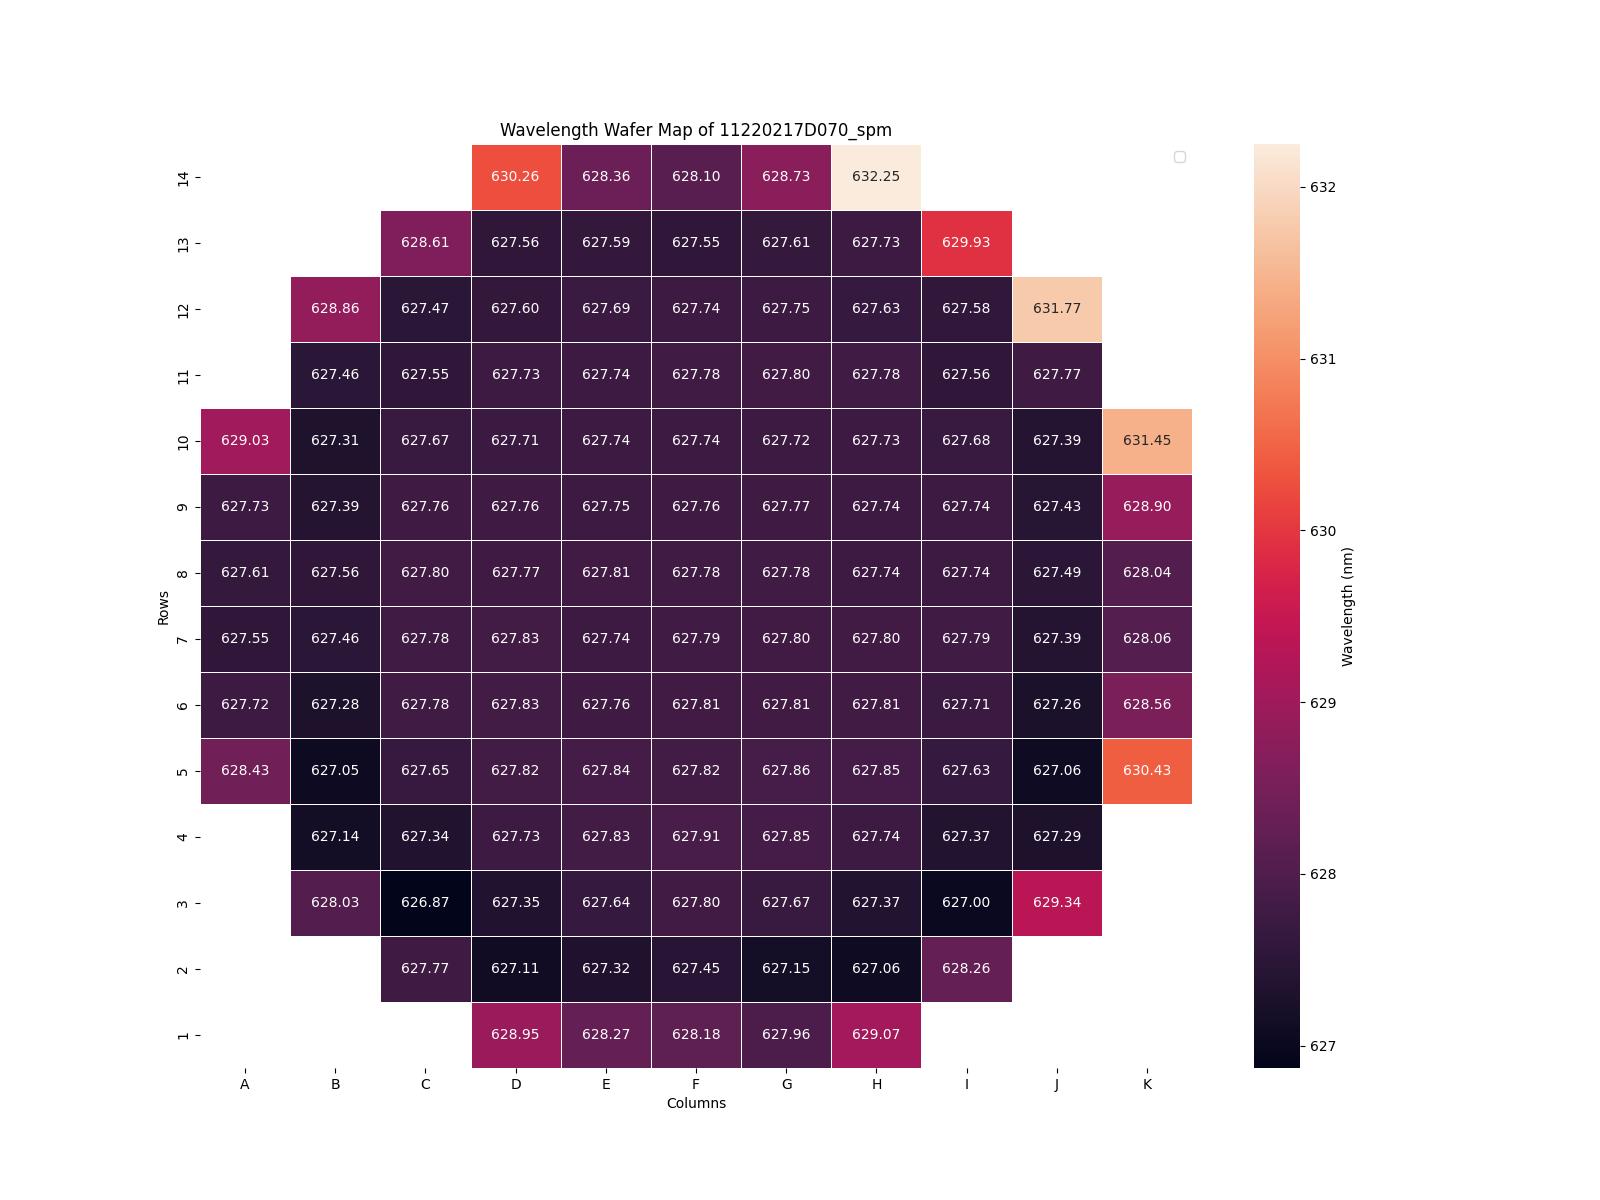 Wavelength Wafer Map of 11220217D070_spm
14 630.26 628.36 628.10 628.73 632.25
13 628.61 627.56 627.59 627.55 627.61 627.73 629.93
12 628.86 627.47 627.60 627.69 627.74 627.75 627.63 627.58 631.77
11 627.46 627.55 627.73 627.74 627.78 627.80 627.78 627.56 627.77
10 629.03 627.31 627.67 627.71 627.74 627.74 627.72 627.73 627.68 627.39 631.45
9 627.73 627.39 627.76 627.76 627.75 627.76 627.77 627.74 627.74 627.43 628.90
8 627.61 627.56 627.80 627.77 627.81 627.78 627.78 627.74 627.74 627.49 628.04
7 627.55 627.46 627.78 627.83 627.74 627.79 627.80 627.80 627.79 627.39 628.06
6 627.72 627.28 627.78 627.83 627.76 627.81 627.81 627.81 627.71 627.26 628.56
5 628.43 627.05 627.65 627.82 627.84 627.82 627.86 627.85 627.63 627.06 630.43
4 627.14 627.34 627.73 627.83 627.91 627.85 627.74 627.37 627.29
3 628.03 626.87 627.35 627.64 627.80 627.67 627.37 627.00 629.34
2 627.77 627.11 627.32 627.45 627.15 627.06 628.26
1 628.95 628.27 628.18 627.96 629.07
A B C D E F G H I J K
Columns
Rows
632
631
630
629
628
627
Wavelength (nm)